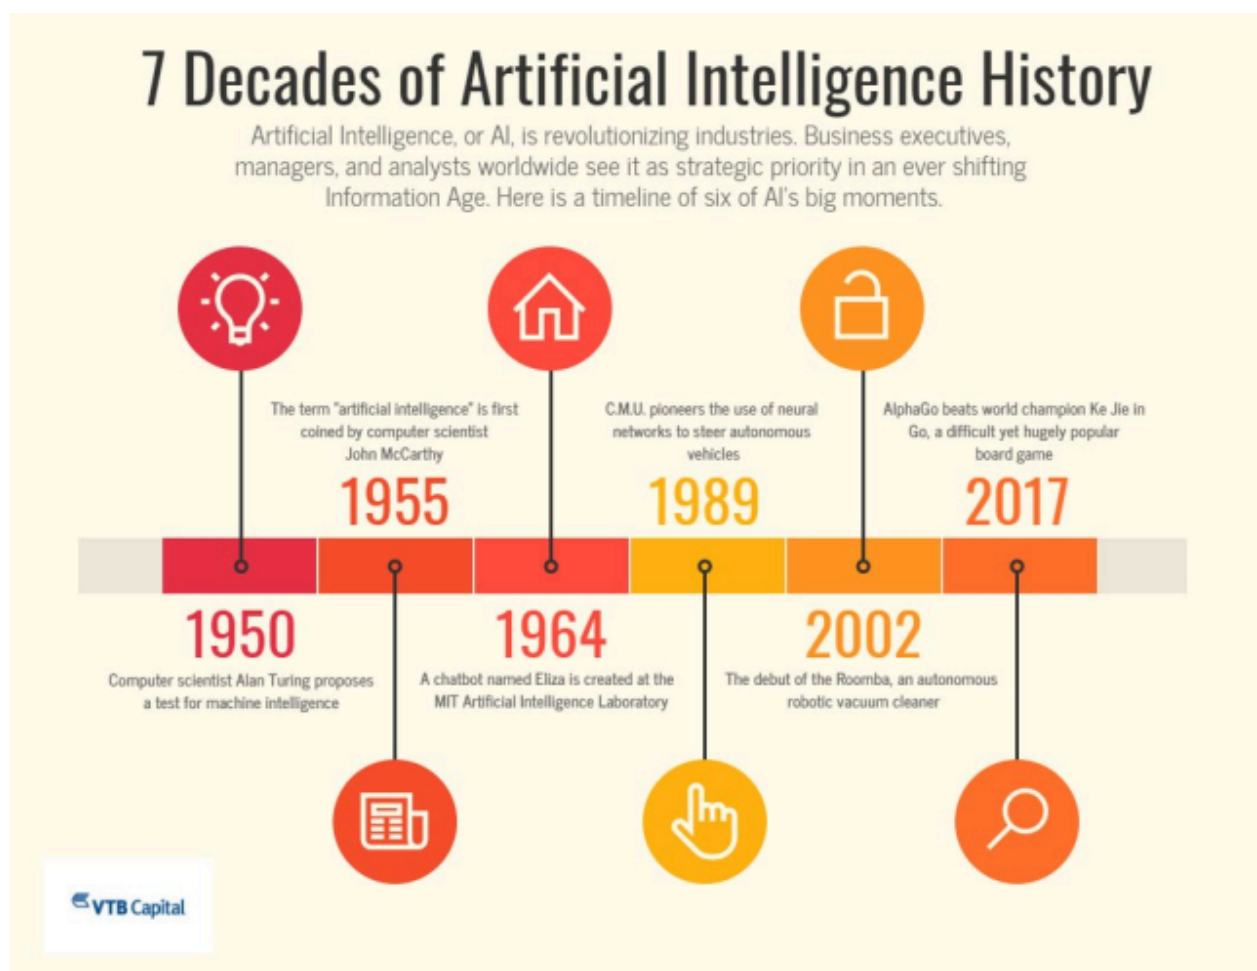 7 Decades of Artificial Intelligence History
Artificial Intelligence, or AI, is revolutionizing industries. Business executives,
managers, and analysts worldwide see it as strategic priority in an ever shifting
Information Age. Here is a timeline of six of AI's big moments.
1950
Computer scientist Alan Turing proposes
a test for machine intelligence
The term "artificial intelligence" is first
coined by computer scientist
John McCarthy
1955
1964
A chatbot named Eliza is created at the
MIT Artificial Intelligence Laboratory
C.M.U. pioneers the use of neural
networks to steer autonomous
vehicles
1989
2002
The debut of the Roomba, an autonomous
robotic vacuum cleaner
AlphaGo beats world champion Ke Jie in
Go, a difficult yet hugely popular
board game
2017
VTB Capital